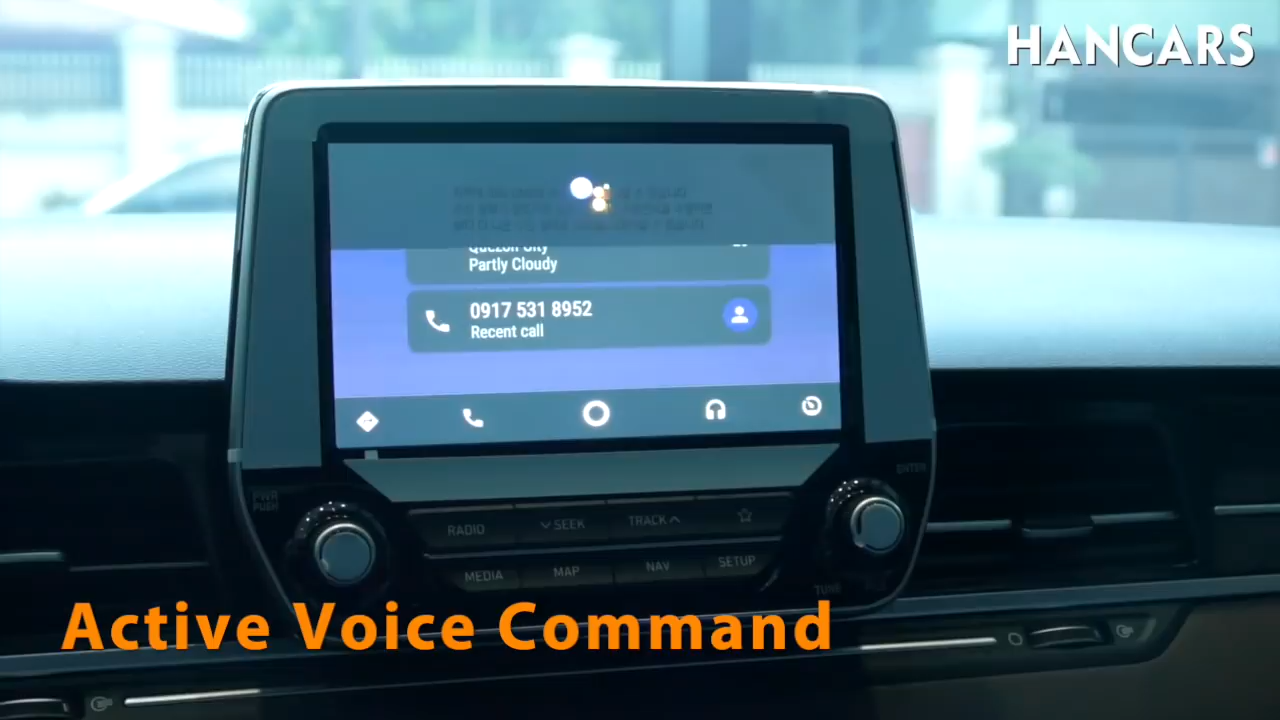 HANCARS
Quezon City
Partly Cloudy
0917 531 8952
Recent call
PWR
PUSH
ENTER
RADIO
SEEK
TRACK
MEDIA
MAP
NAV
SETUP
TUNE
Active Voice Command